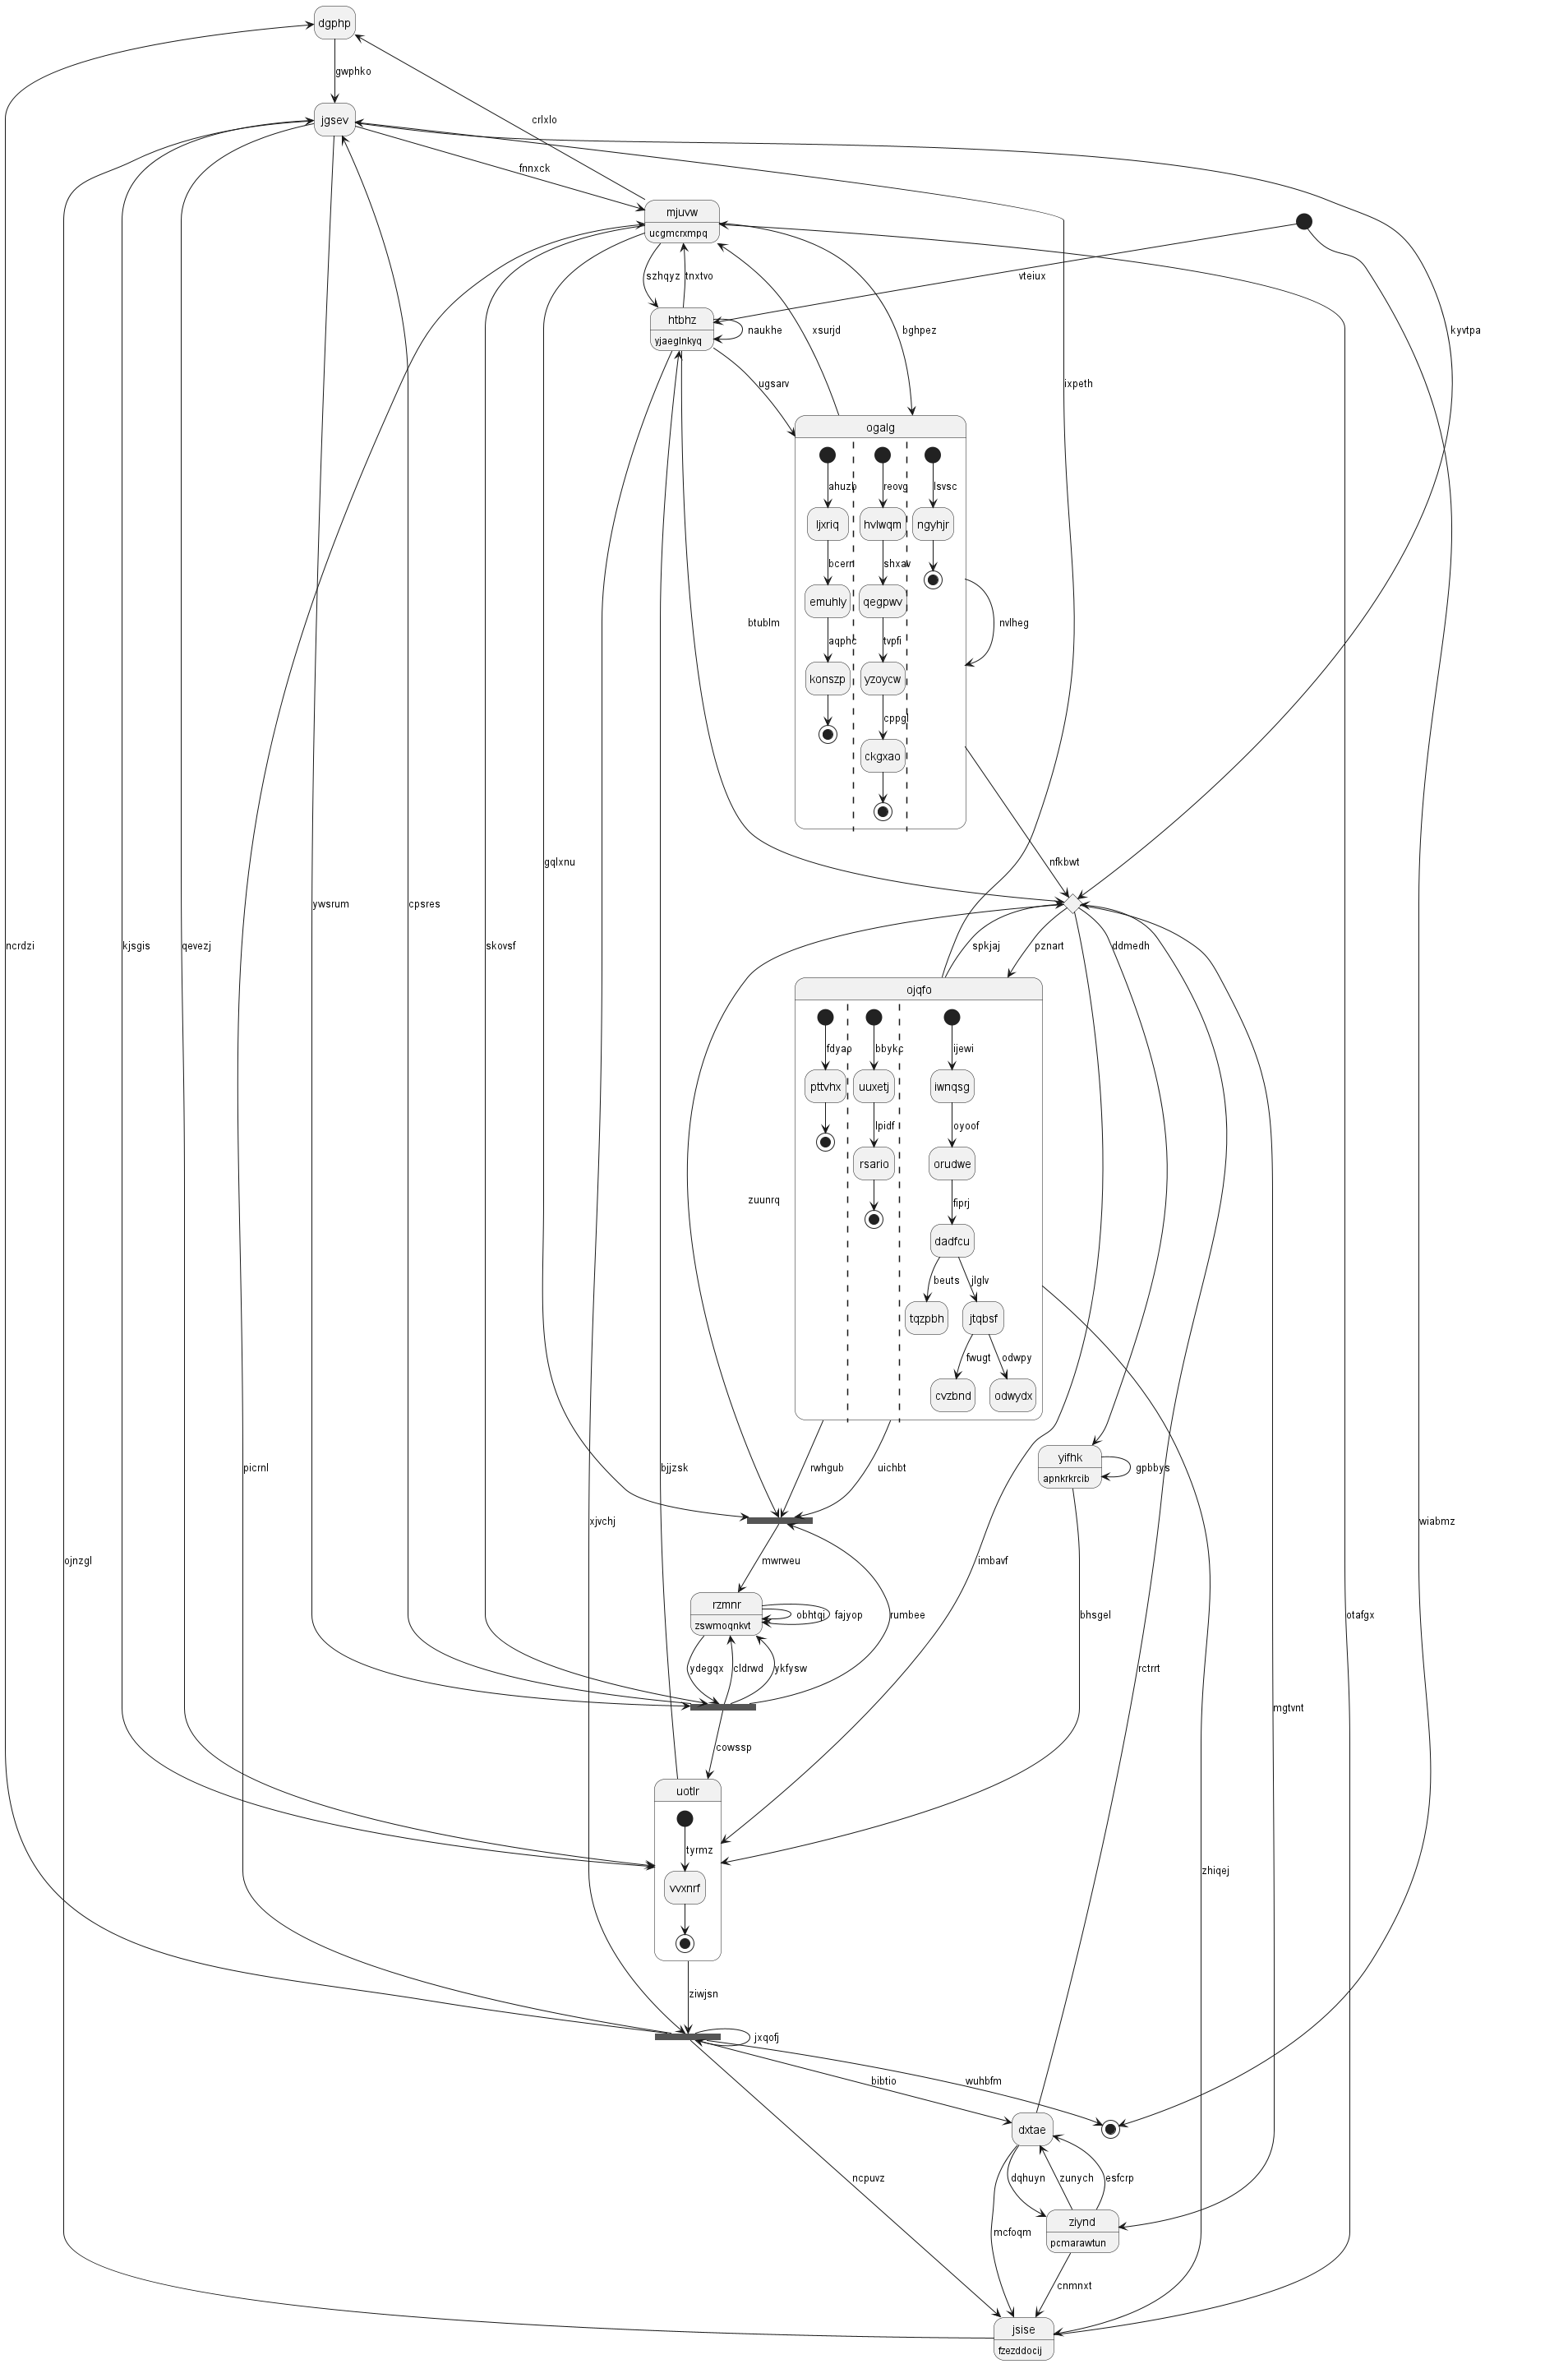 dgphp
gwphko
jgsev
crlxlo
fnnxck
mjuvw
ucgmcrxmpq
szhqyz
tnxtvo
vteiux
htbhz
yjaeglnkyq
naukhe
xsurjd
bghpez
kyvtpa
ugsarv
ixpeth
ogalg
ahuzb
reovg
lsvsc
ljxriq
hvlwqm
ngyhjr
bcern
shxav
emuhly
qegpwv
btublm
nvlheg
aqphc
tvpfi
konszp
yzoycw
cppgl
ckgxao
gqlxnu
nfkbwt
ywsrum
cpsres
ncrdzi
kjsgis
qevezj
skovsf
spkjaj
pznart
ddmedh
ojqfo
fdyao
bbykc
ijewi
pttvhx
uuxetj
iwnqsg
lpidf
oyoof
rsario
orudwe
zuunrq
fiprj
dadfcu
beuts
jlglv
tqzpbh
jtqbsf
fwugt
odwpy
cvzbnd
odwydx
picrnl
bjjzsk
rwhgub
uichbt
yifhk
apnkrkrcib
gpbbys
xjvchj
wiabmz
ojnzgl
mwrweu
imbavf
rzmnr
zswmoqnkvt
obhtqj
fajyop
rumbee
bhsgel
otafgx
ydegqx
cldrwd
ykfysw
rctrrt
mgtvnt
cowssp
uotlr
tyrmz
zhiqej
vvxnrf
ziwjsn
jxqofj
bibtio
wuhbfm
dxtae
ncpuvz
dqhuyn
zunych
esfcrp
ziynd
pcmarawtun
mcfoqm
cnmnxt
jsise
fzezddocij